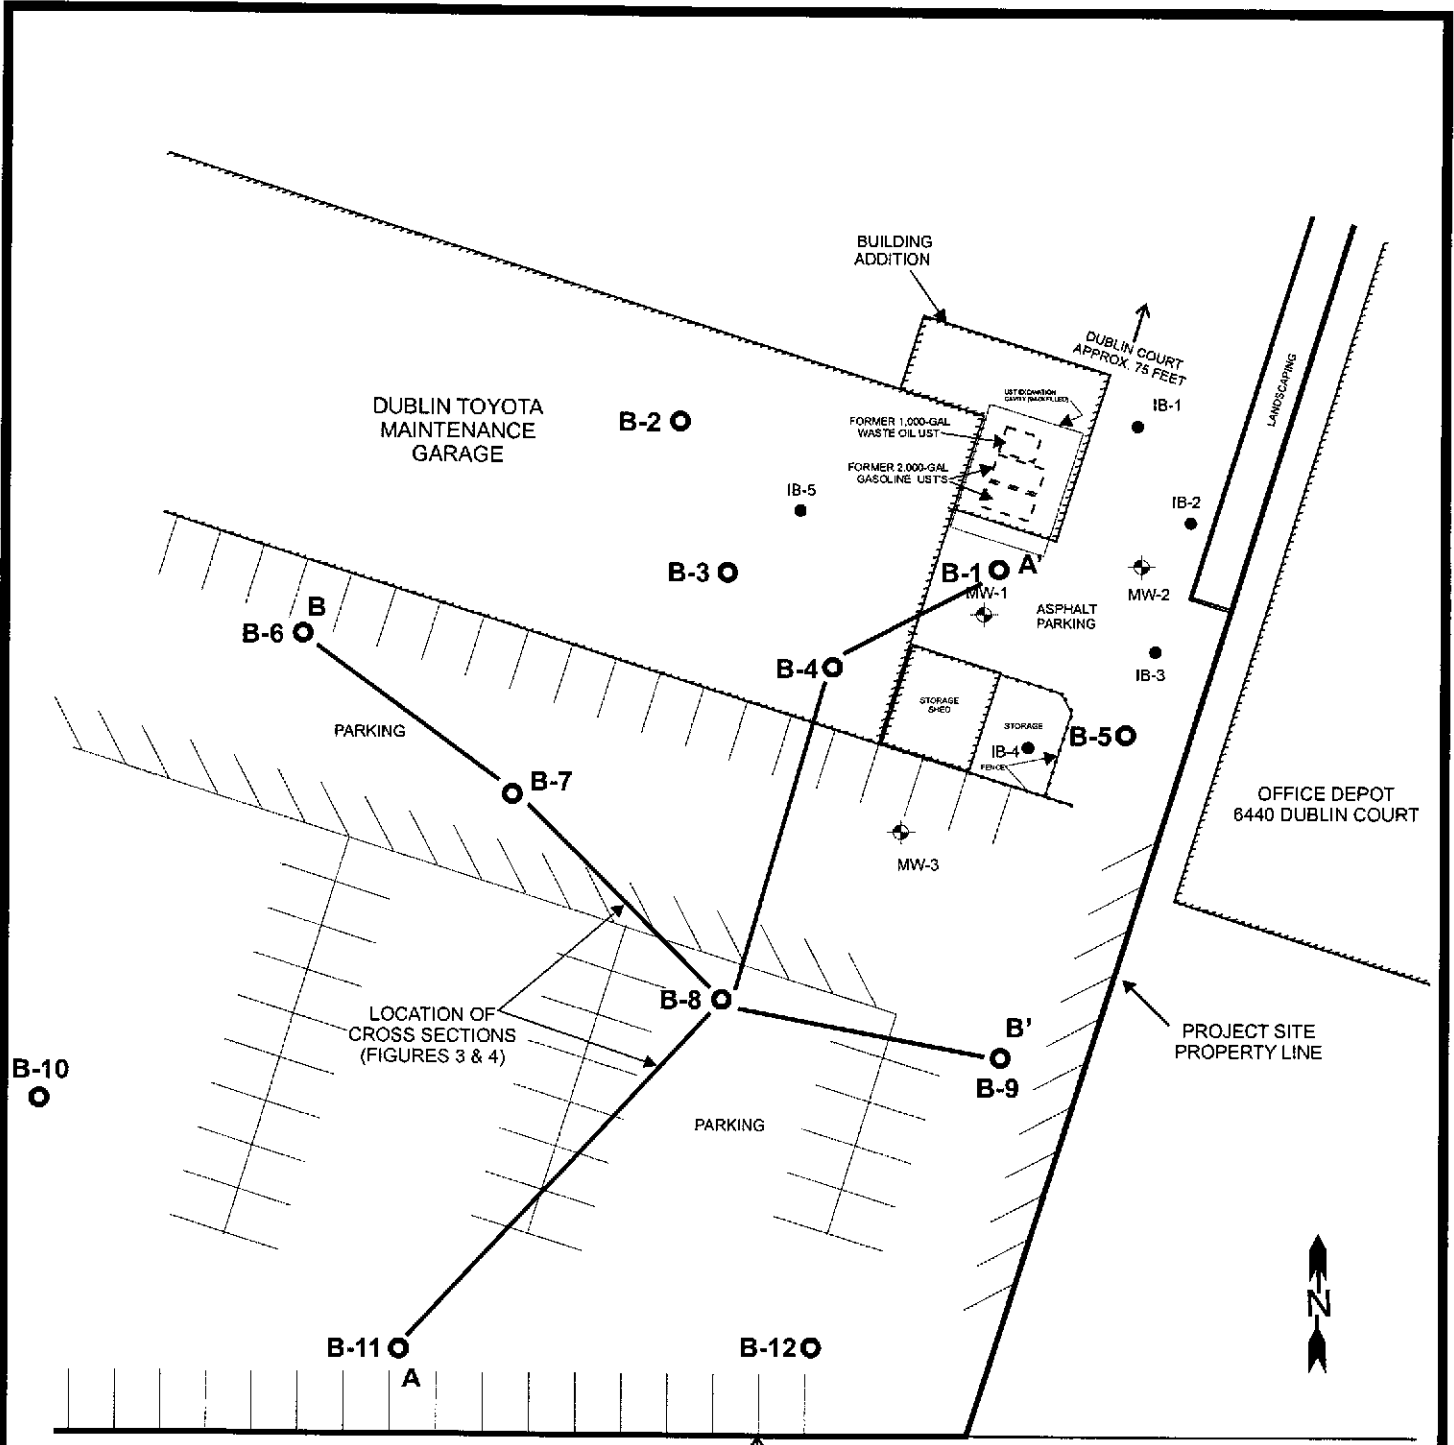 BUILDING
ADDITION
DUBLIN COURT
APPROX. 75 FEET
LANDSCAPING
UST EXCAVATION
CAVITY (BACKFILLED)
IB-1
DUBLIN TOYOTA
MAINTENANCE
GARAGE
B-2
FORMER 1,000-GAL
WASTE OIL UST
FORMER 2,000-GAL
GASOLINE UST'S
IB-5
IB-2
B-3
B-1
A'
MW-1
MW-2
ASPHALT
PARKING
B
B-6
B-4
IB-3
STORAGE
SHED
STORAGE
PARKING
IB-4
B-5
FENCE
B-7
OFFICE DEPOT
6440 DUBLIN COURT
MW-3
B-8
LOCATION OF
CROSS SECTIONS
(FIGURES 3 & 4)
B'
PROJECT SITE
PROPERTY LINE
B-10
B-9
PARKING
N
B-11
A
B-12